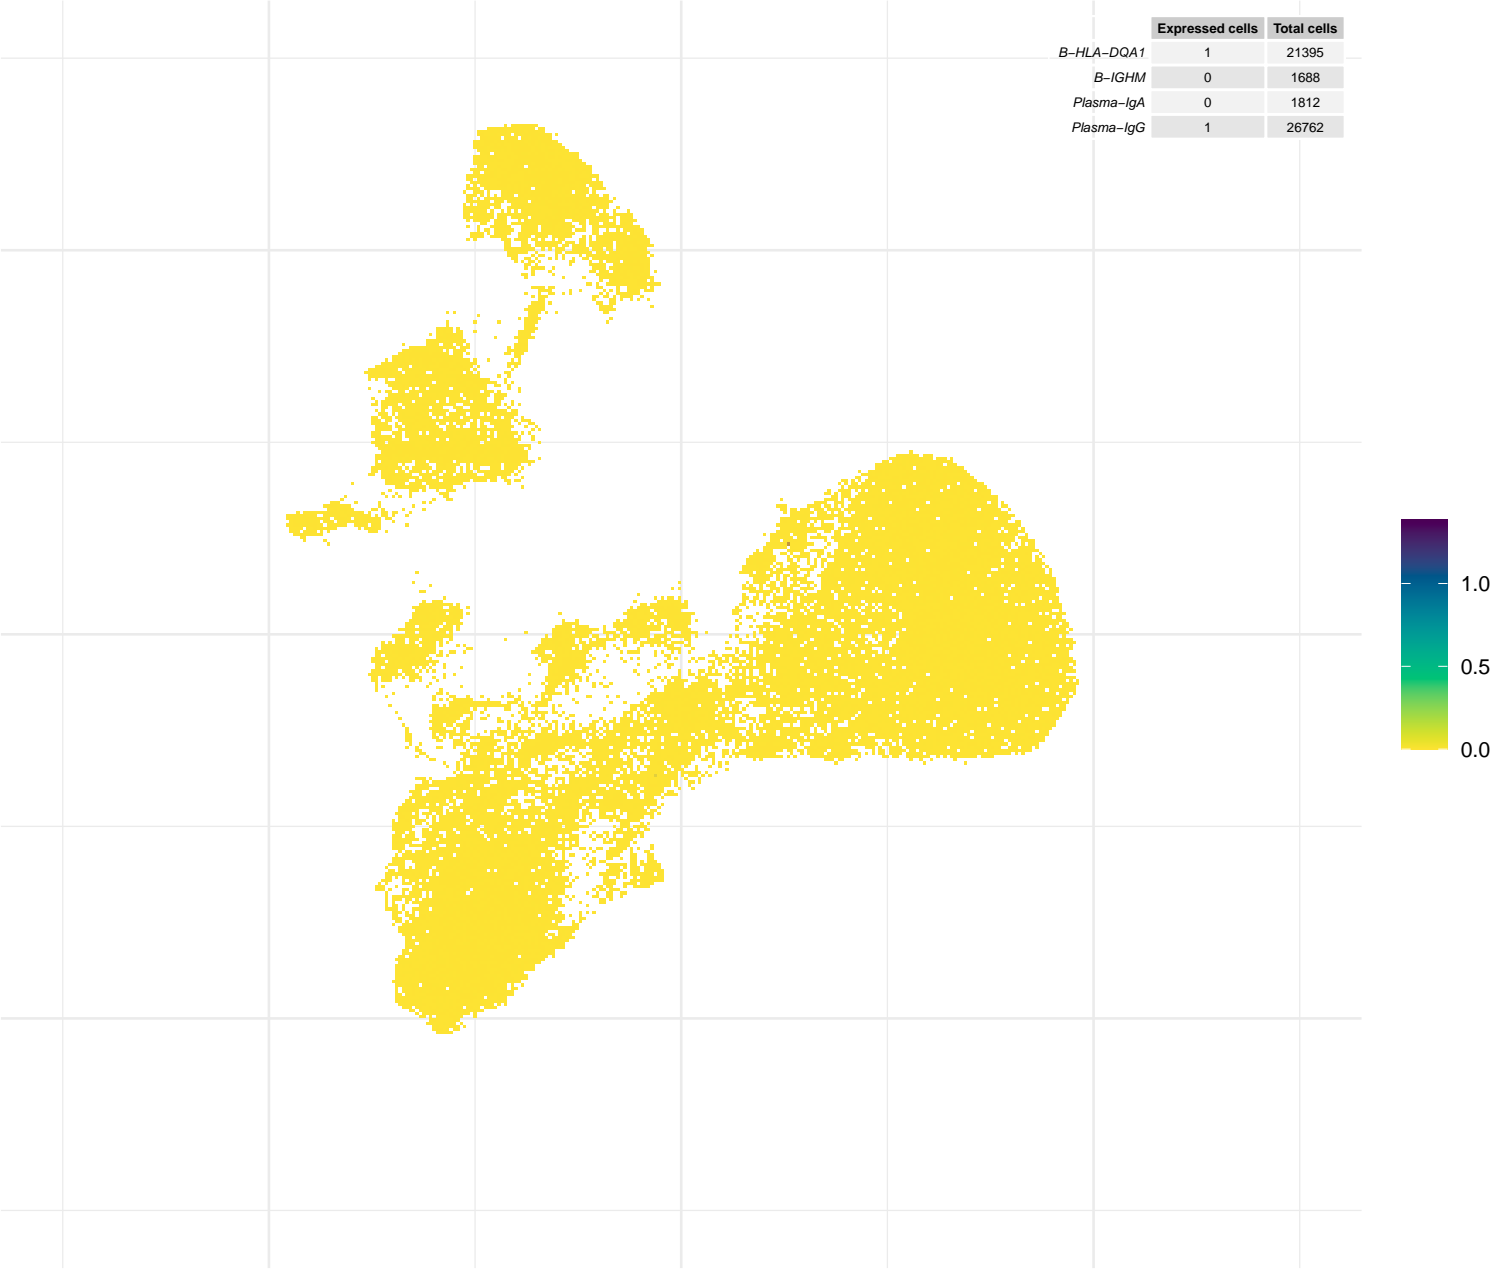 Expressed cells Total cells
B−HLA−DQA1 1 21395
B−IGHM 0 1688
Plasma−IgA 0 1812
Plasma−IgG 1 26762
1.0
0.5
0.0